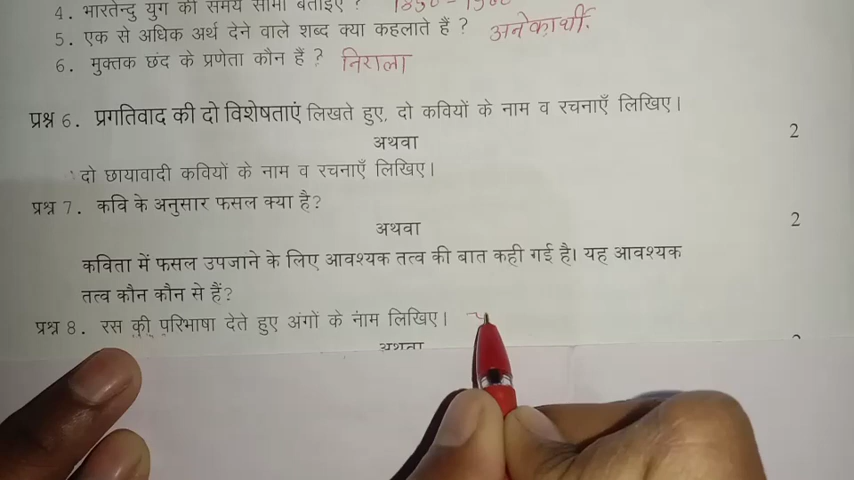 4. भारतेन्दु युग की समय सीमा बताइए ? 1850-1900
5. एक से अधिक अर्थ देने वाले शब्द क्या कहलाते हैं ? अनेकार्थी.
6. मुक्तक छंद के प्रणेता कौन हैं ? निराला
प्रश्न 6. प्रगतिवाद की दो विशेषताएं लिखते हुए, दो कवियों के नाम व रचनाएँ लिखिए। 2
अथवा
दो छायावादी कवियों के नाम व रचनाएँ लिखिए।
प्रश्न 7. कवि के अनुसार फसल क्या है? 2
अथवा
कविता में फसल उपजाने के लिए आवश्यक तत्व की बात कही गई है। यह आवश्यक
तत्व कौन कौन से हैं?
प्रश्न 8. रस की परिभाषा देते हुए अंगों के नाम लिखिए।
अथवा